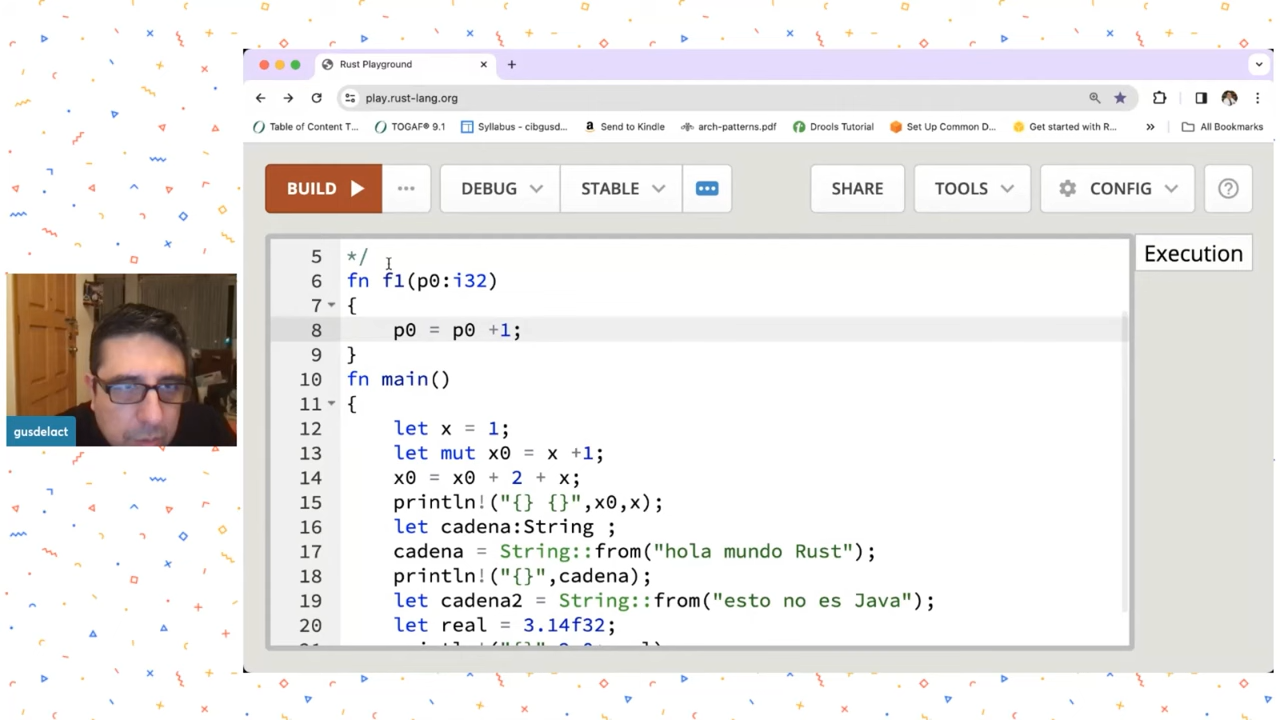 Rust Playground
play.rust-lang.org
Table of Content T...
TOGAF® 9.1
Syllabus - cibgusd...
Send to Kindle
arch-patterns.pdf
Drools Tutorial
Set Up Common D...
Get started with R...
All Bookmarks
BUILD
DEBUG
STABLE
SHARE
TOOLS
CONFIG
Execution
5 */
6 fn f1(p0:i32)
7 {
8 p0 = p0 +1;
9 }
10 fn main()
11 {
12 let x = 1;
13 let mut x0 = x +1;
14 x0 = x0 + 2 + x;
15 println!("{} {}",x0,x);
16 let cadena:String ;
17 cadena = String::from("hola mundo Rust");
18 println!("{}",cadena);
19 let cadena2 = String::from("esto no es Java");
20 let real = 3.14f32;
gusdelact